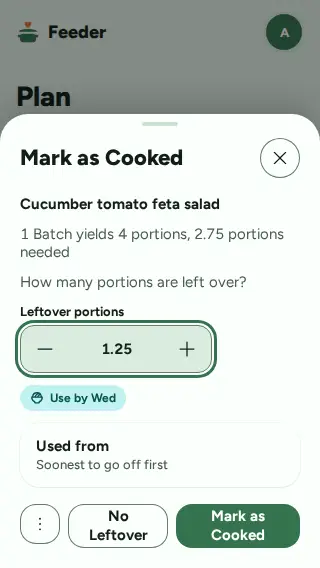 Feeder
A
Plan
Mark as Cooked
Cucumber tomato feta salad
1 Batch yields 4 portions, 2.75 portions
needed
How many portions are left over?
Leftover portions
1.25
Use by Wed
Used from
Soonest to go off first
No
Leftover
Mark as
Cooked